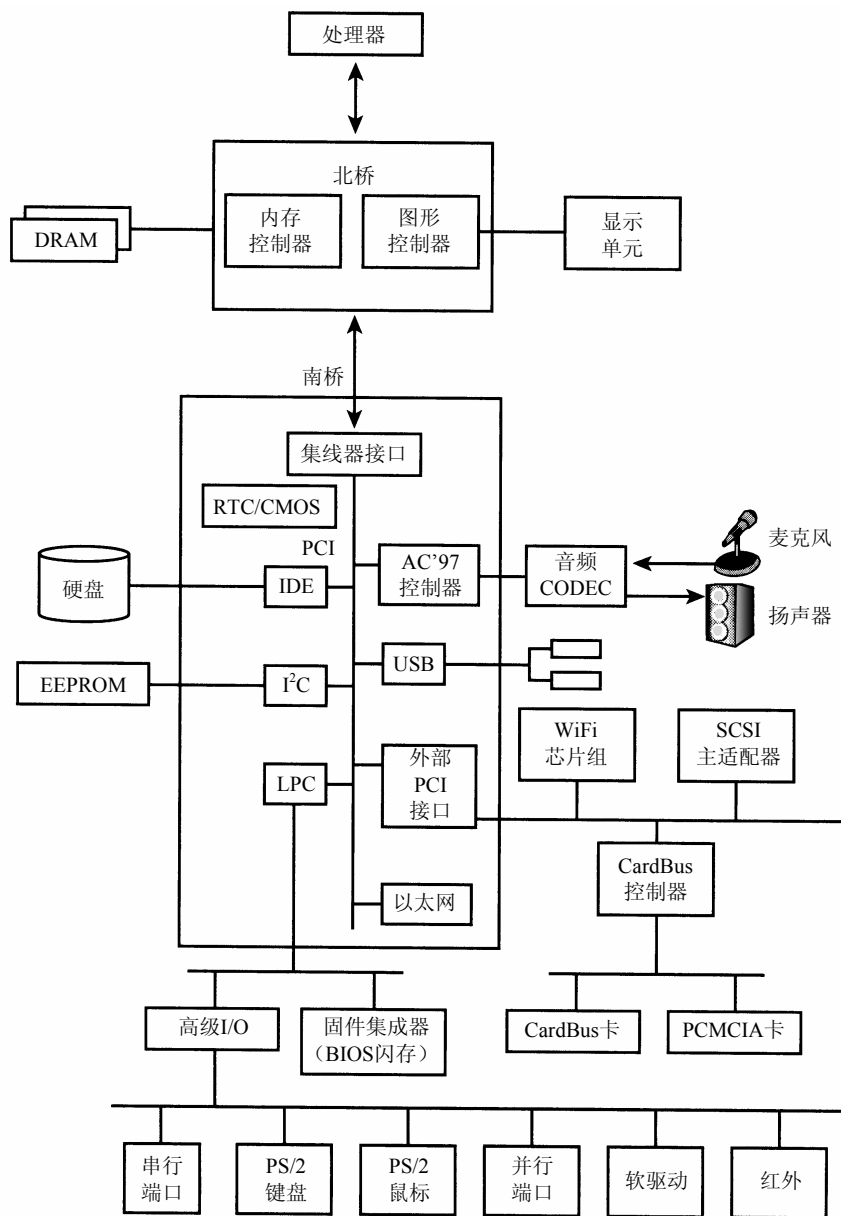 处理器
北桥
内存
控制器
图形
控制器
DRAM
显示
单元
南桥
集线器接口
RTC/CMOS
PCI
AC’97
控制器
音频
CODEC
麦克风
扬声器
硬盘
IDE
EEPROM
I²C
USB
WiFi
芯片组
SCSI
主适配器
LPC
外部
PCI
接口
CardBus
控制器
以太网
高级I/O
固件集成器
（BIOS闪存）
CardBus卡
PCMCIA卡
串行
端口
PS/2
键盘
PS/2
鼠标
并行
端口
软驱动
红外